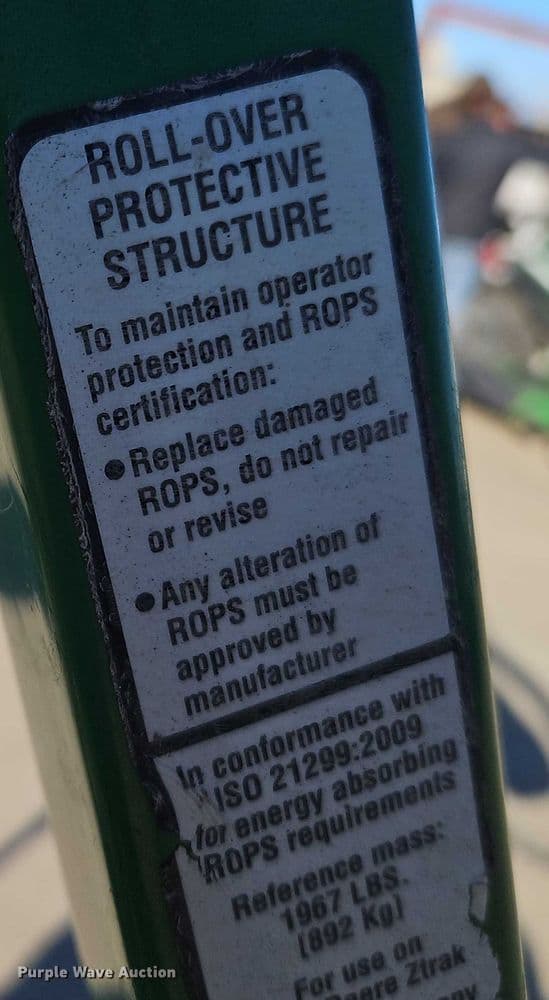 ROLL-OVER
PROTECTIVE
STRUCTURE
To maintain operator
protection and ROPS
certification:
●Replace damaged
ROPS, do not repair
or revise
●Any alteration of
ROPS must be
approved by
manufacturer
In conformance with
ISO 21299:2009
for energy absorbing
ROPS requirements
Reference mass:
1967 LBS.
[892 Kg]
For use on
Ztrak
Purple Wave Auction